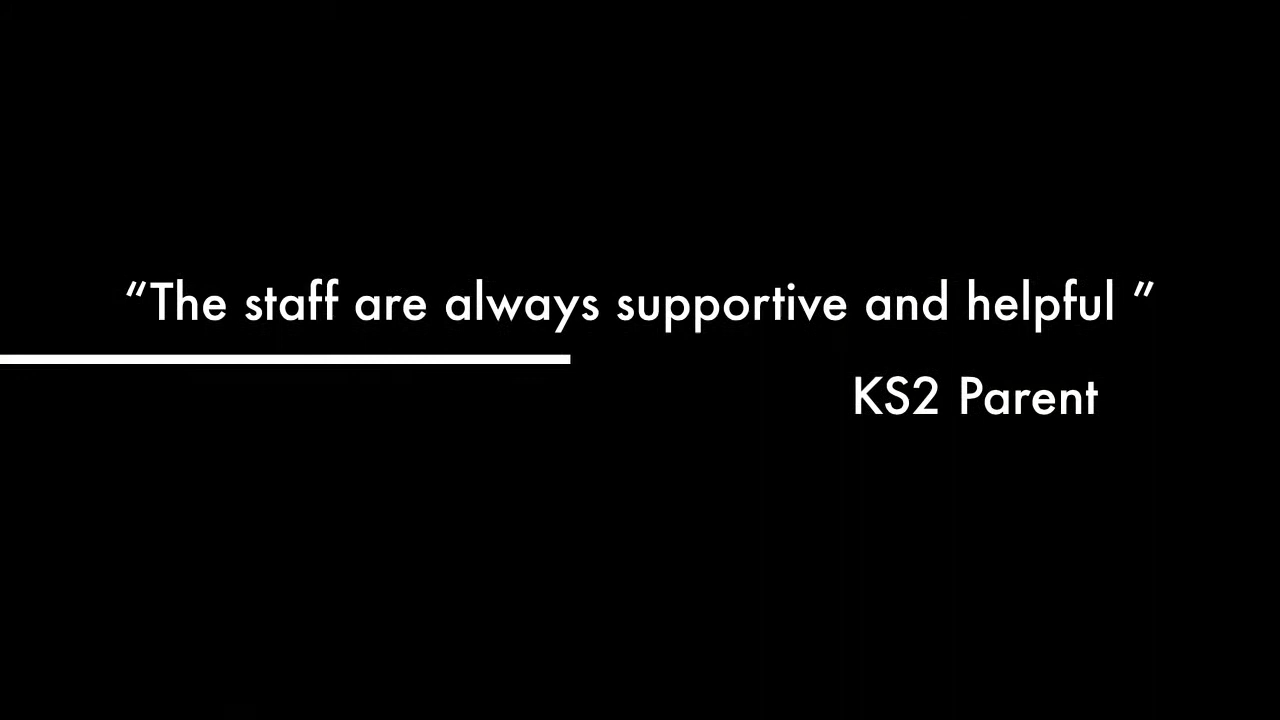 “The staff are always supportive and helpful ”
KS2 Parent